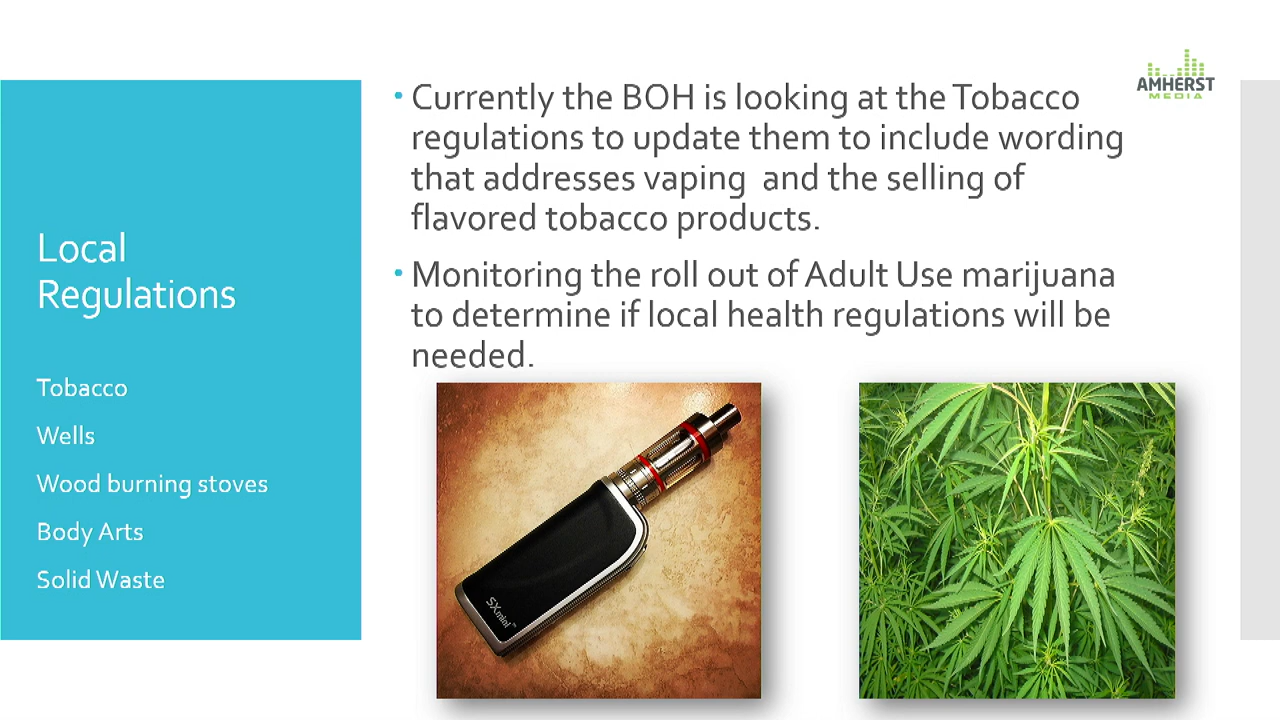 AMHERST
MEDIA
Local
Regulations
Tobacco
Wells
Wood burning stoves
Body Arts
Solid Waste
• Currently the BOH is looking at the Tobacco
regulations to update them to include wording
that addresses vaping  and the selling of
flavored tobacco products.
• Monitoring the roll out of Adult Use marijuana
to determine if local health regulations will be
needed.
SXmini™